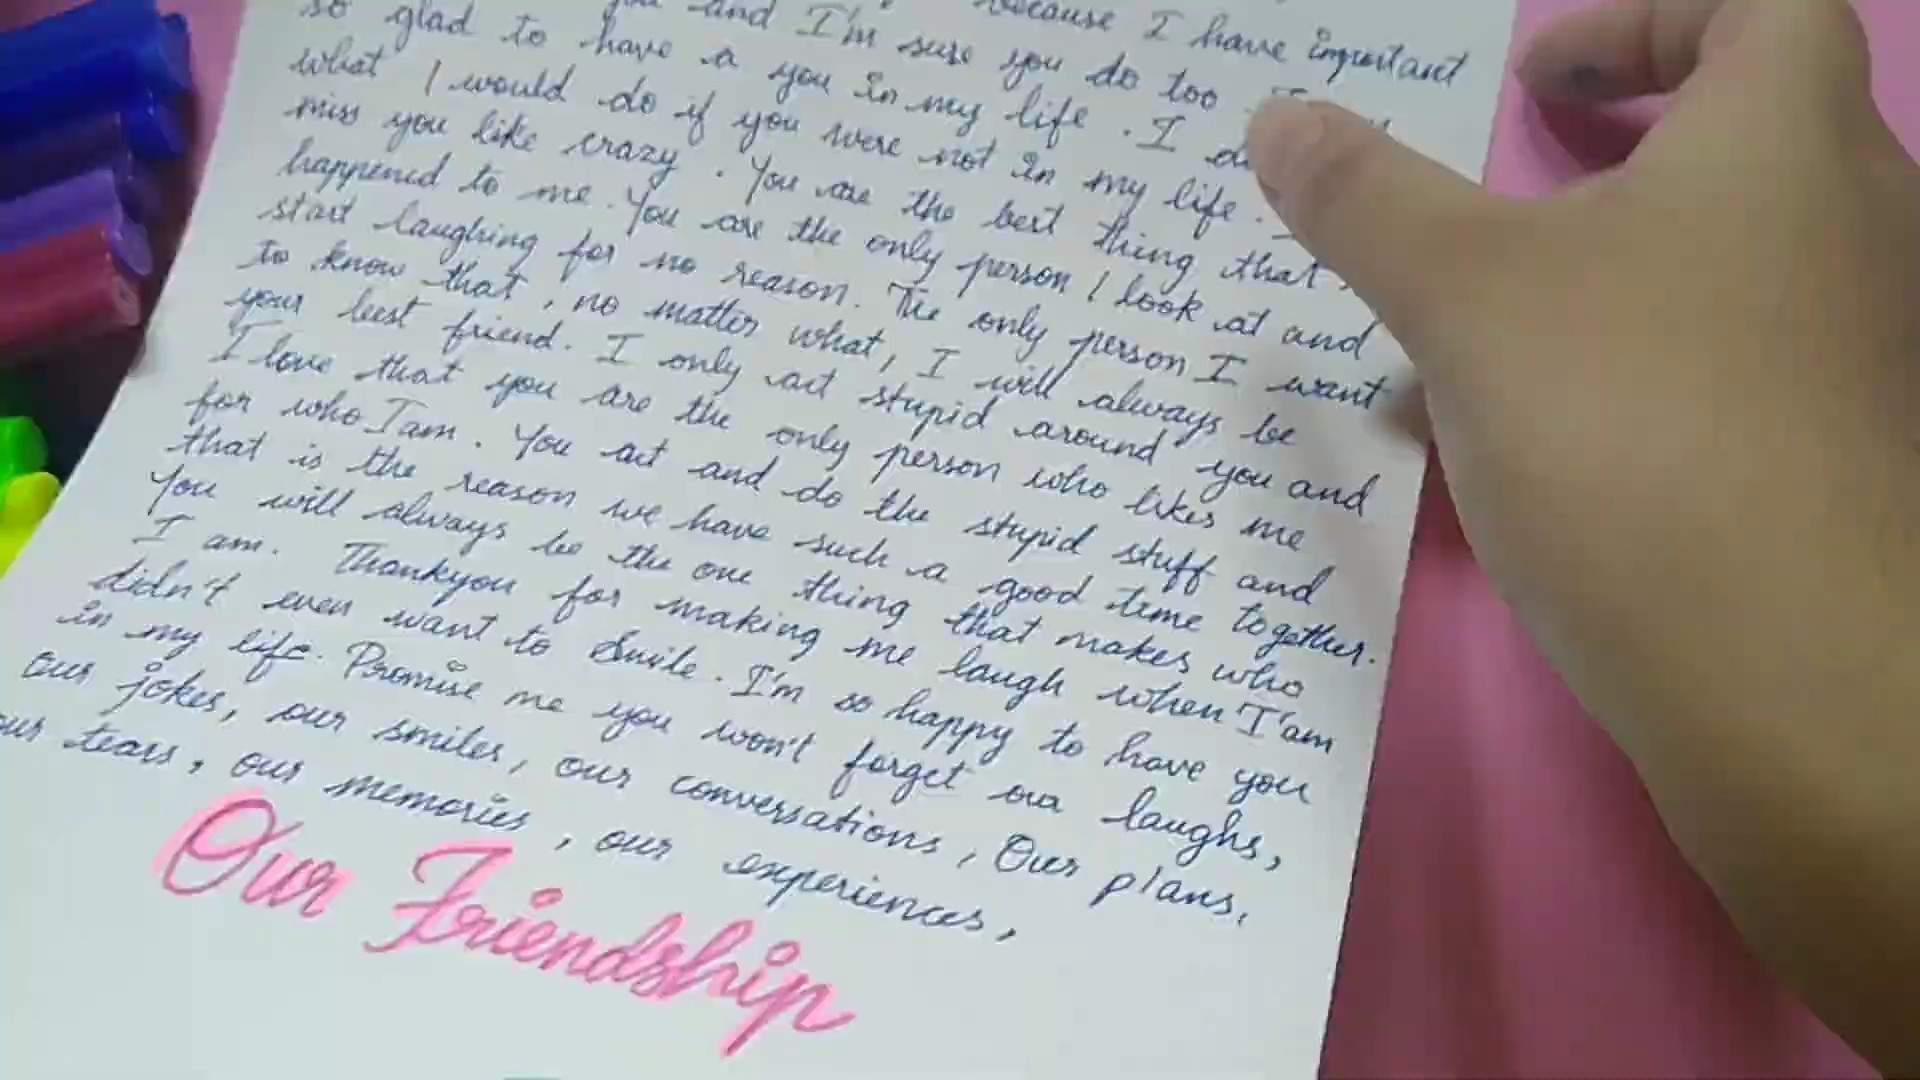 because I have important
you and I'm sure you do too.
so glad to have a you in my life. I
what I would do if you were not in my life.
miss you like crazy. You are the best thing that
happened to me. You are the only person I look at and
start laughing for no reason. The only person I want
to know that, no matter what, I will always be
your best friend. I only act stupid around you and
I love that you are the only person who likes me
for who I am. You act and do the stupid stuff and
that is the reason we have such a good time together.
You will always be the one thing that makes who
I am. Thankyou for making me laugh when I'am
didn't even want to Smile. I'm so happy to have you
in my life. Promise me you won't forget our laughs,
our jokes, our smiles, our conversations, Our plans,
our tears, our memories, our experiences,
Our Friendship